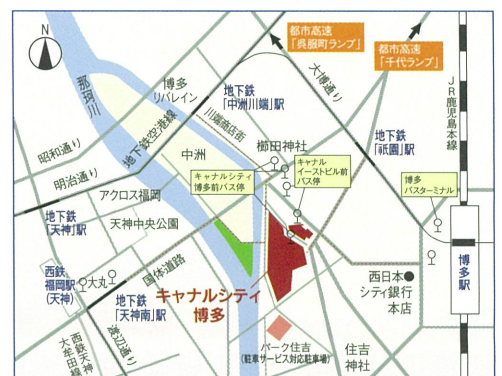 都市高速
「呉服町ランプ」
都市高速
「千代ランプ」
N
那珂川
博多
リバレイン
地下鉄
「中洲川端」駅
大博通り
JR鹿児島本線
川端商店街
地下鉄空港線
昭和通り
中洲
櫛田神社
地下鉄
「祇園」駅
明治通り
キャナルシティ
博多前バス停
キャナル
イーストビル前
バス停
博多
バスターミナル
アクロス福岡
地下鉄
「天神」駅
天神中央公園
西鉄
福岡駅
(天神)
大丸
国体道路
博多駅
西日本
シティ銀行
本店
地下鉄
「天神南」駅
キャナルシティ
博多
渡辺通り
西鉄天神
大牟田線
パーク住吉
(駐車サービス対応駐車場)
住吉
神社